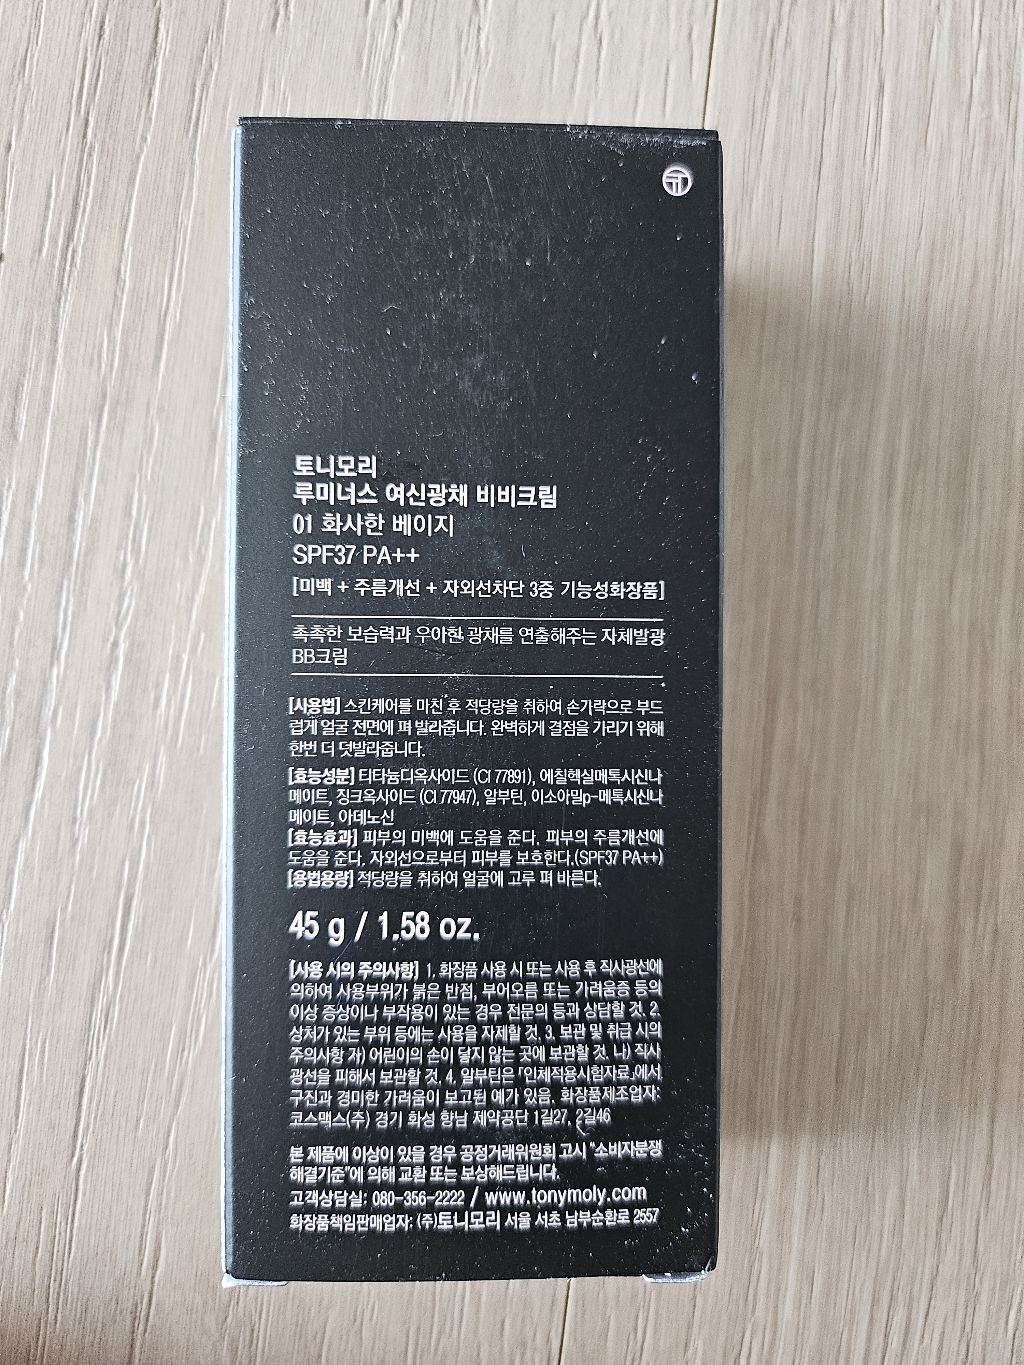 토니모리
루미너스 여신광채 비비크림
01 화사한 베이지
SPF37 PA++
[미백 + 주름개선 + 자외선차단 3중 기능성화장품]
촉촉한 보습력과 우아한 광채를 연출해주는 자체발광
BB크림
[사용법] 스킨케어를 마친 후 적당량을 취하여 손가락으로 부드
럽게 얼굴 전면에 펴 발라줍니다. 완벽하게 결점을 가리기 위해
한번 더 덧발라줍니다.
[효능성분] 티타늄디옥사이드 (CI 77891), 에칠헥실메톡시신나
메이트, 징크옥사이드 (CI 77947), 알부틴, 이소아밀p-메톡시신나
메이트, 아데노신
[효능효과] 피부의 미백에 도움을 준다. 피부의 주름개선에
도움을 준다. 자외선으로부터 피부를 보호한다.(SPF37 PA++)
[용법용량] 적당량을 취하여 얼굴에 고루 펴 바른다.
45 g / 1.58 oz.
[사용 시의 주의사항] 1. 화장품 사용 시 또는 사용 후 직사광선에
의하여 사용부위가 붉은 반점, 부어오름 또는 가려움증 등의
이상 증상이나 부작용이 있는 경우 전문의 등과 상담할 것. 2.
상처가 있는 부위 등에는 사용을 자제할 것. 3. 보관 및 취급 시의
주의사항 가) 어린이의 손이 닿지 않는 곳에 보관할 것. 나) 직사
광선을 피해서 보관할 것. 4. 알부틴은 「인체적용시험자료」에서
구진과 경미한 가려움이 보고된 예가 있음. 화장품제조업자:
코스맥스(주) 경기 화성 향남 제약공단 1길27, 2길46
본 제품에 이상이 있을 경우 공정거래위원회 고시 "소비자분쟁
해결기준"에 의해 교환 또는 보상해드립니다.
고객상담실: 080-356-2222 / www.tonymoly.com
화장품책임판매업자: (주)토니모리 서울 서초 남부순환로 2557